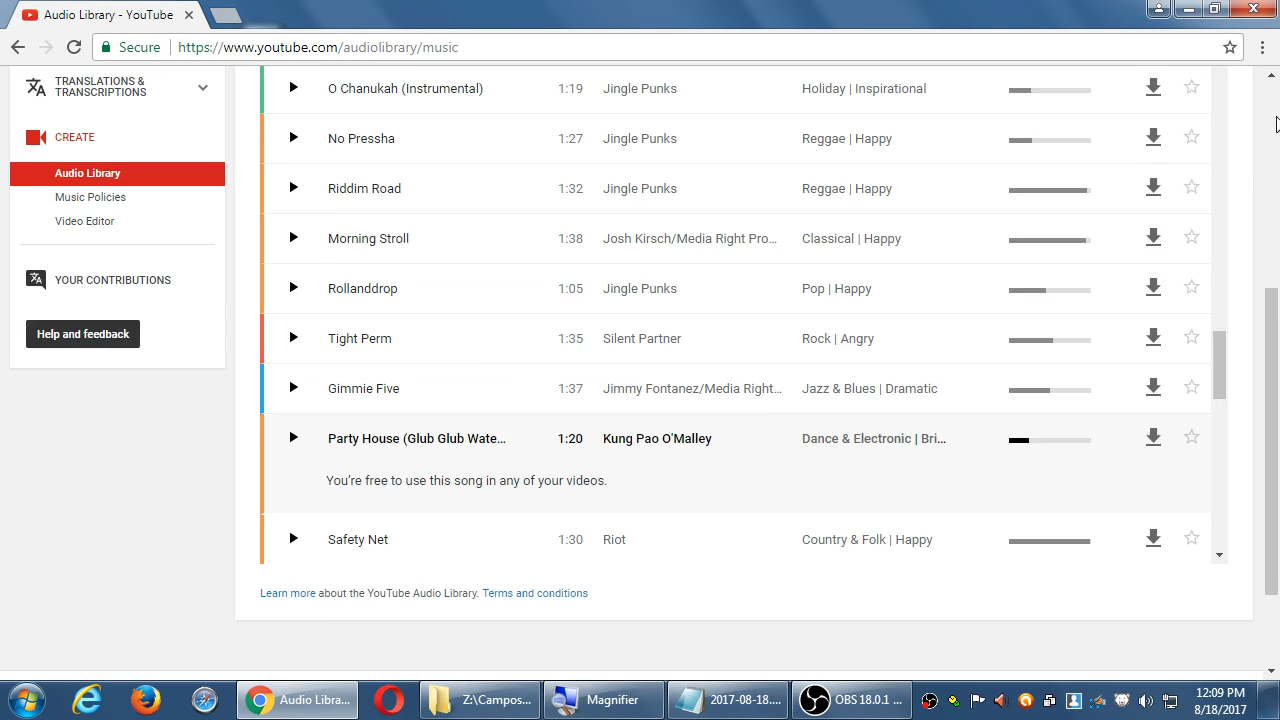 Audio Library - YouTube
Secure https://www.youtube.com/audiolibrary/music
TRANSLATIONS &
TRANSCRIPTIONS
CREATE
Audio Library
Music Policies
Video Editor
YOUR CONTRIBUTIONS
Help and feedback
O Chanukah (Instrumental) 1:19 Jingle Punks Holiday | Inspirational
No Pressha 1:27 Jingle Punks Reggae | Happy
Riddim Road 1:32 Jingle Punks Reggae | Happy
Morning Stroll 1:38 Josh Kirsch/Media Right Pro... Classical | Happy
Rollanddrop 1:05 Jingle Punks Pop | Happy
Tight Perm 1:35 Silent Partner Rock | Angry
Gimmie Five 1:37 Jimmy Fontanez/Media Right... Jazz & Blues | Dramatic
Party House (Glub Glub Wate... 1:20 Kung Pao O'Malley Dance & Electronic | Bri...
You're free to use this song in any of your videos.
Safety Net 1:30 Riot Country & Folk | Happy
Learn more about the YouTube Audio Library. Terms and conditions
Audio Libra... Z:\Campos... Magnifier 2017-08-18.... OBS 18.0.1 ... 12:09 PM
8/18/2017